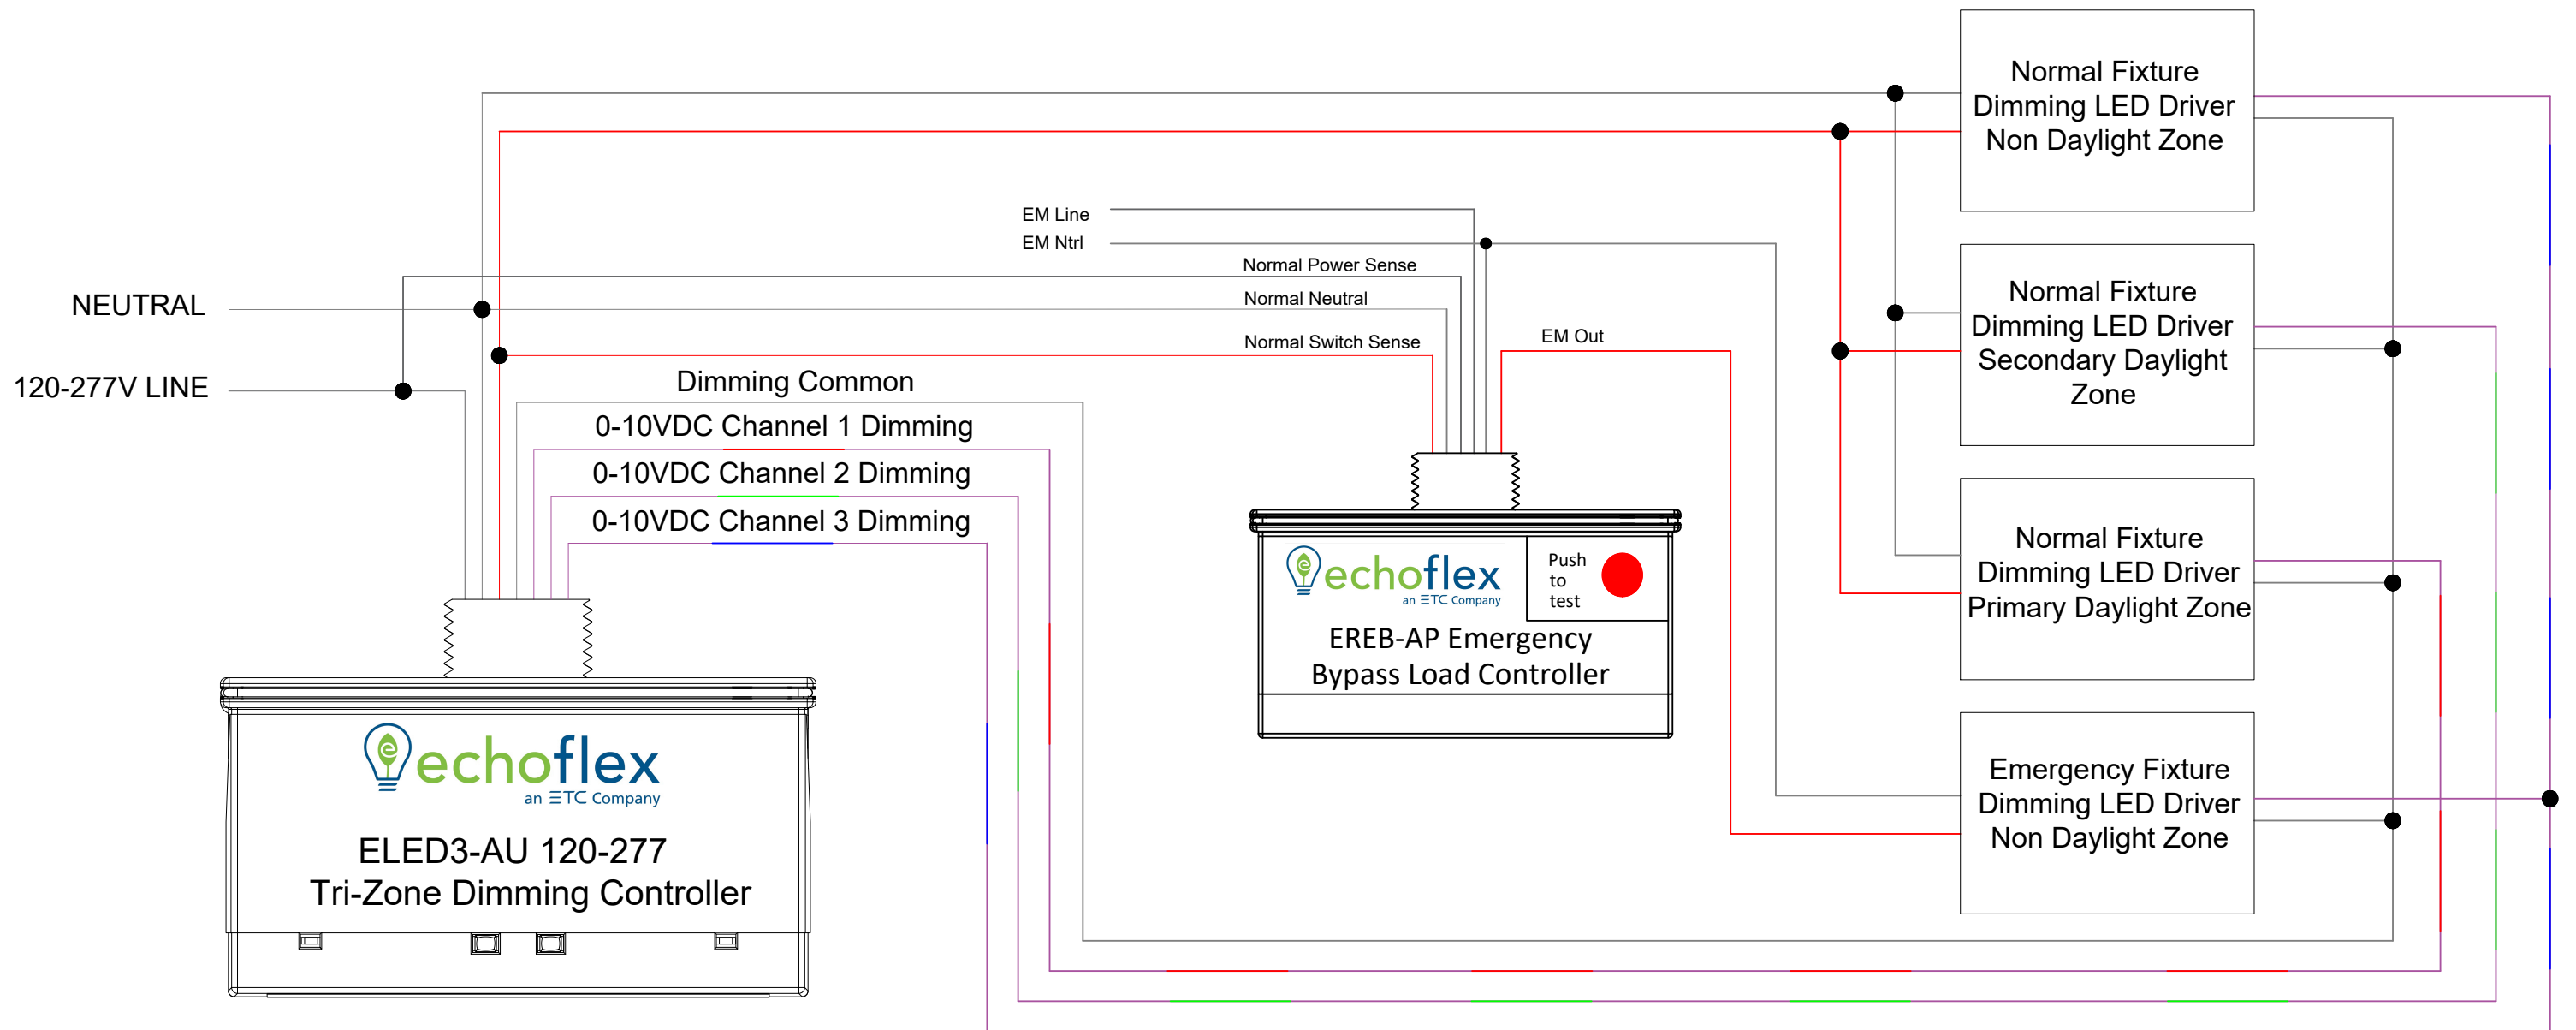 Normal Fixture
Dimming LED Driver
Non Daylight Zone
EM Line
EM Ntrl
Normal Power Sense
NEUTRAL
Normal Neutral
Normal Fixture
Dimming LED Driver
Secondary Daylight
Zone
Normal Switch Sense
EM Out
120-277V LINE
Dimming Common
0-10VDC Channel 1 Dimming
0-10VDC Channel 2 Dimming
0-10VDC Channel 3 Dimming
Normal Fixture
Dimming LED Driver
Primary Daylight Zone
echoflex
an ETC Company
Push
to
test
EREB-AP Emergency
Bypass Load Controller
echoflex
an ETC Company
ELED3-AU 120-277
Tri-Zone Dimming Controller
Emergency Fixture
Dimming LED Driver
Non Daylight Zone